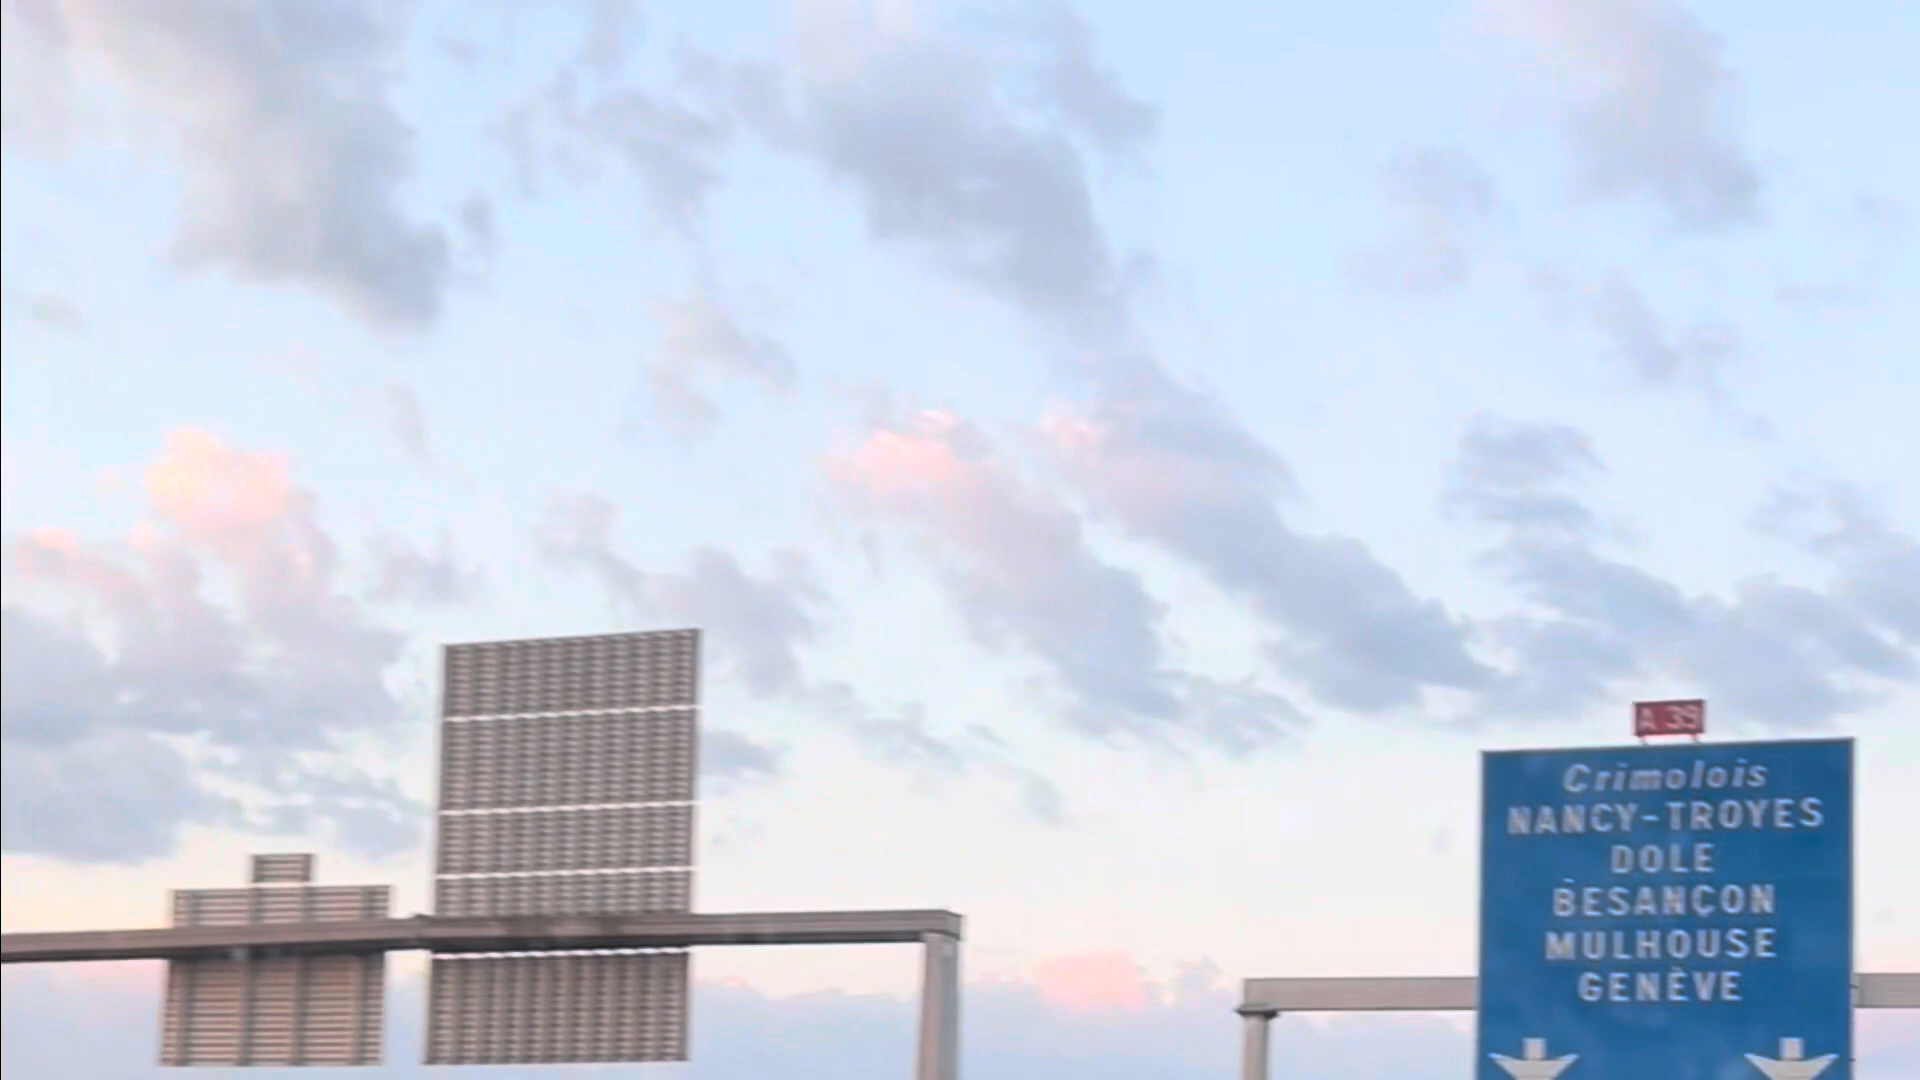 A 39
Crimolois
NANCY-TROYES
DOLE
BESANÇON
MULHOUSE
GENÈVE